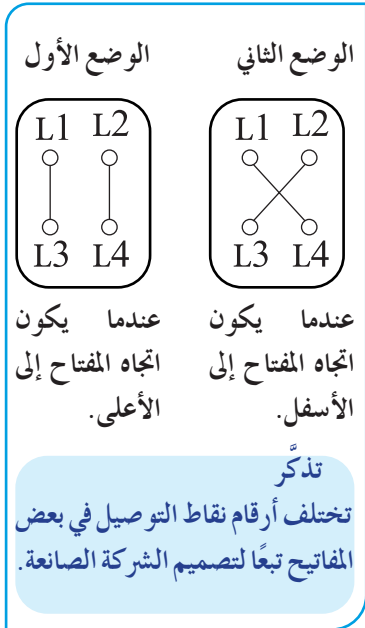 الوضع الثاني
L1 L2
L3 L4
عندما يكون
اتجاه المفتاح إلى
الأسفل.
الوضع الأول
L1 L2
L3 L4
عندما يكون
اتجاه المفتاح إلى
الأعلى.
تذكَّر
تختلف أرقام نقاط التوصيل في بعض
المفاتيح تبعًا لتصميم الشركة الصانعة.